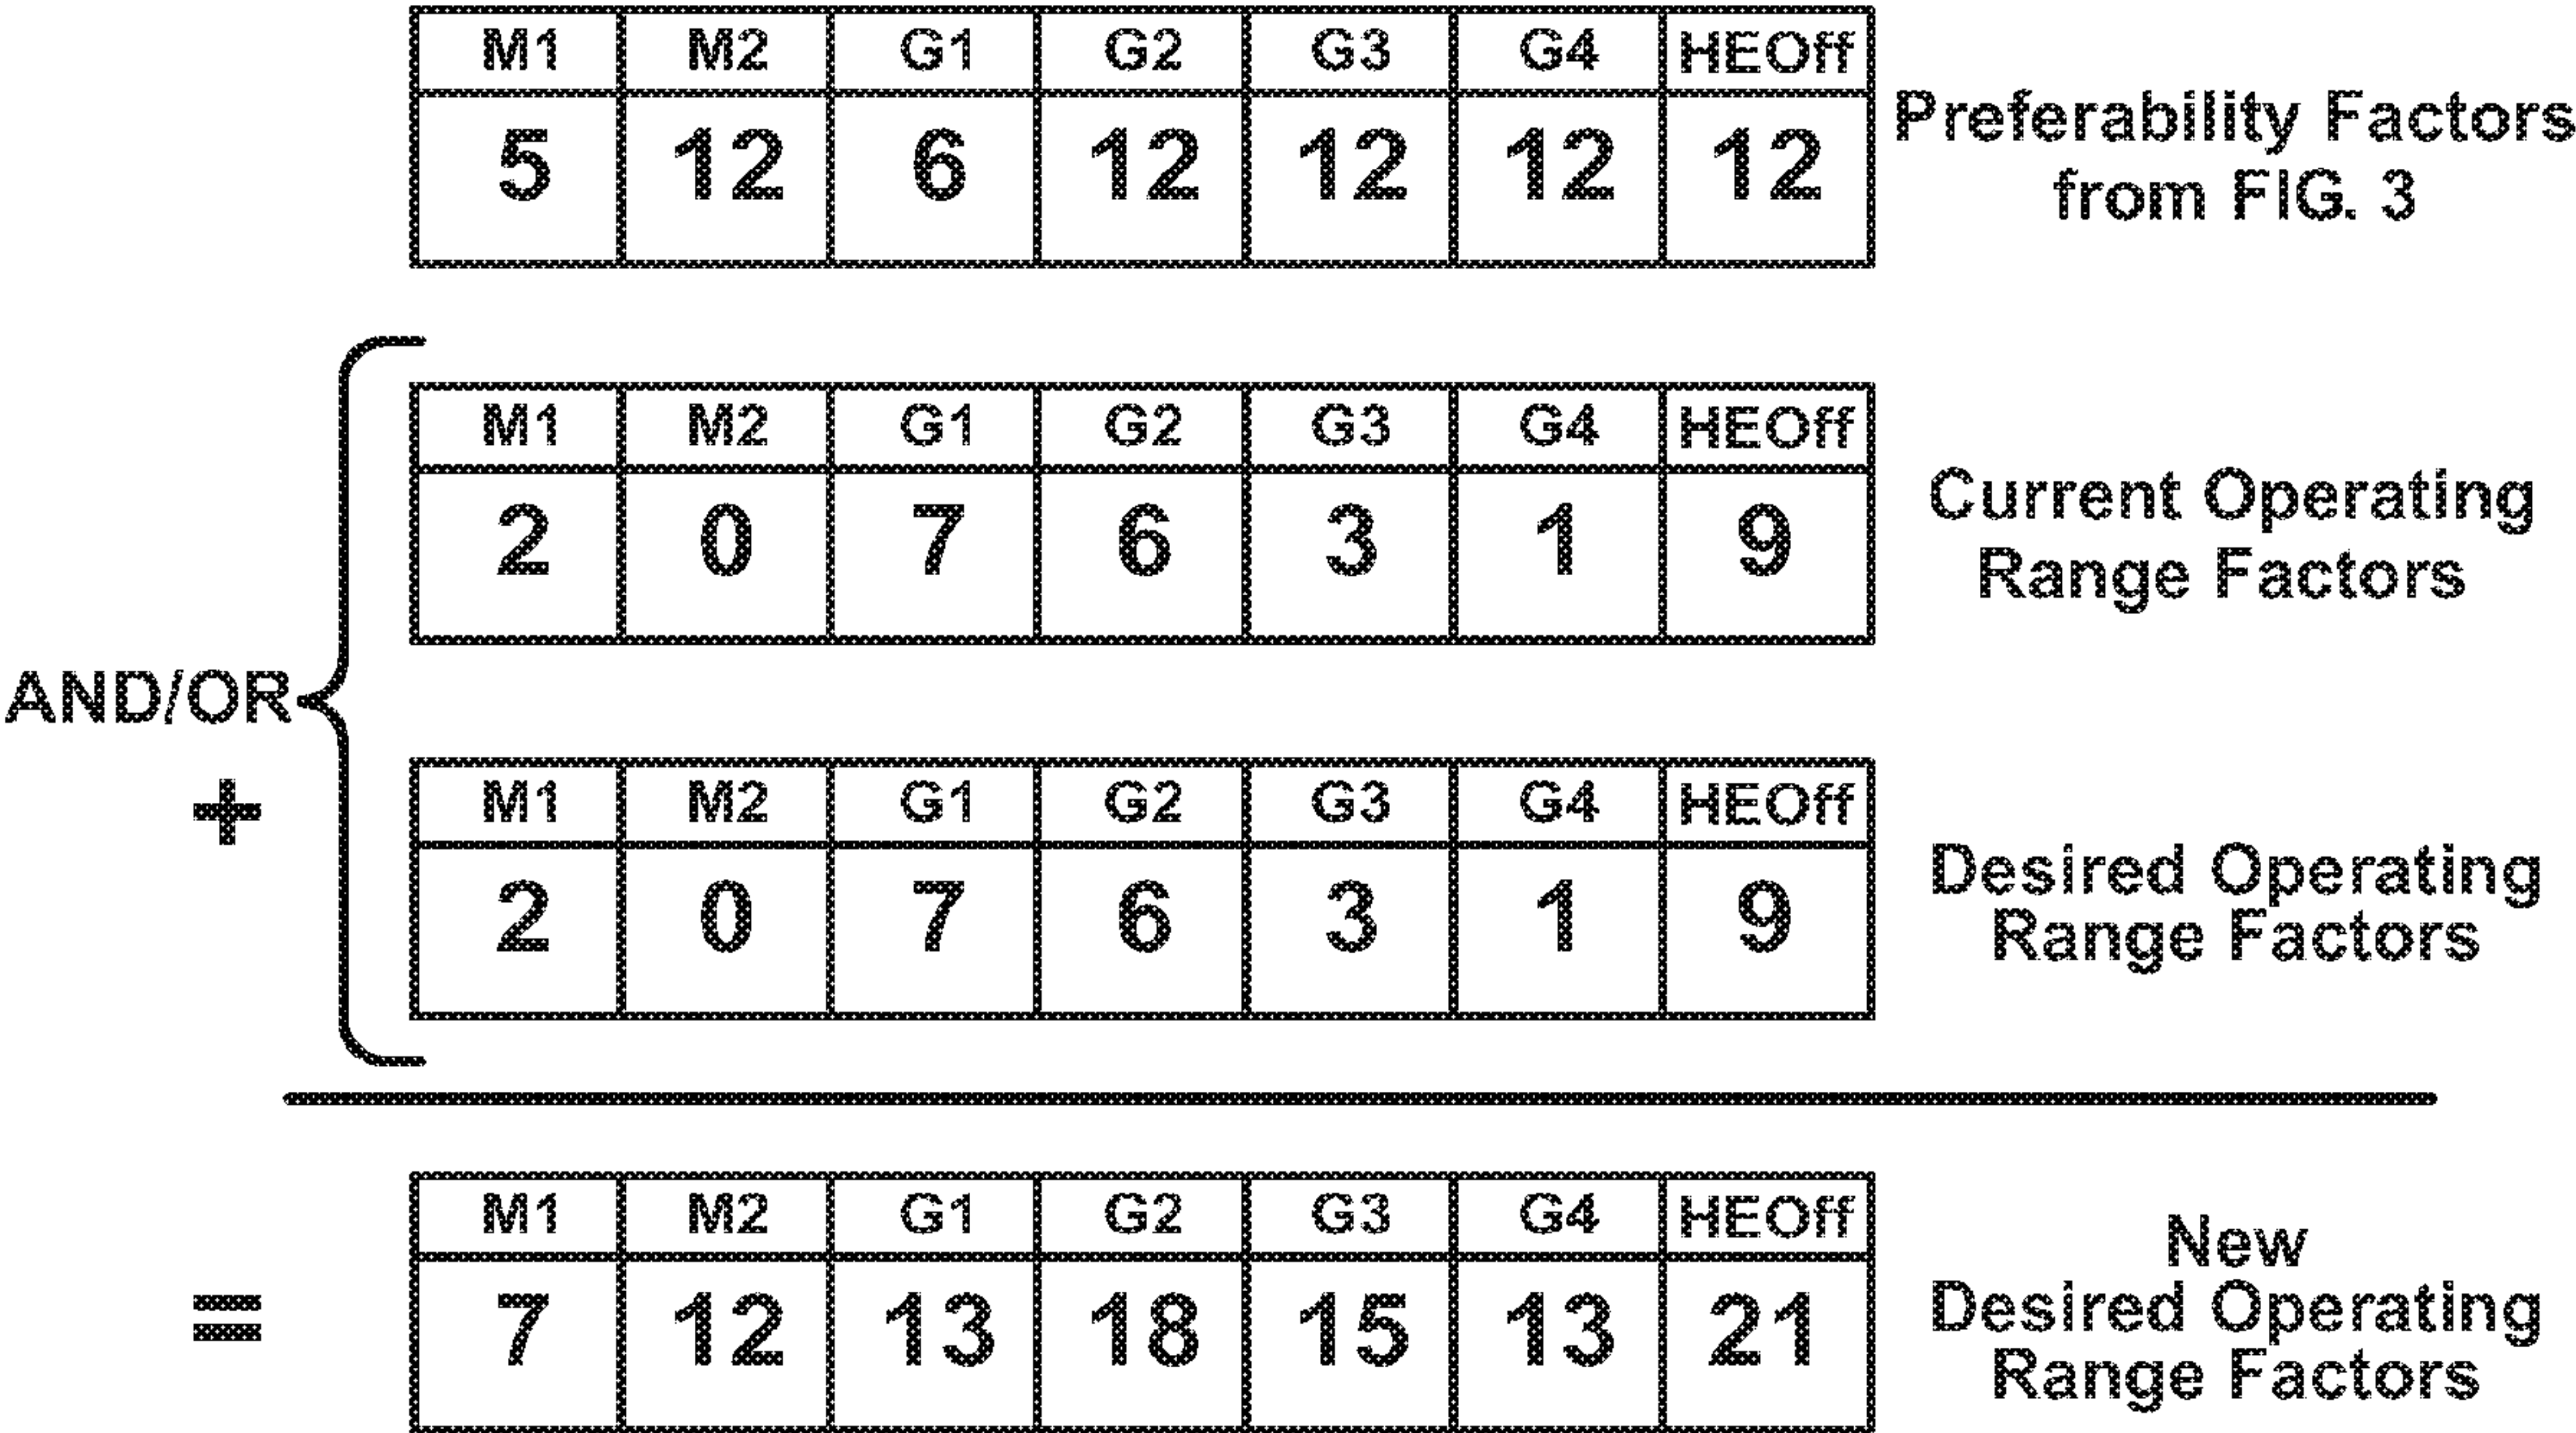 M1 M2 G1 G2 G3 G4 HEOff
5 12 6 12 12 12 12
Preferability Factors
from FIG. 3
M1 M2 G1 G2 G3 G4 HEOff
2 0 7 6 3 1 9
Current Operating
Range Factors
AND/OR
+
M1 M2 G1 G2 G3 G4 HEOff
2 0 7 6 3 1 9
Desired Operating
Range Factors
=
M1 M2 G1 G2 G3 G4 HEOff
7 12 13 18 15 13 21
New
Desired Operating
Range Factors